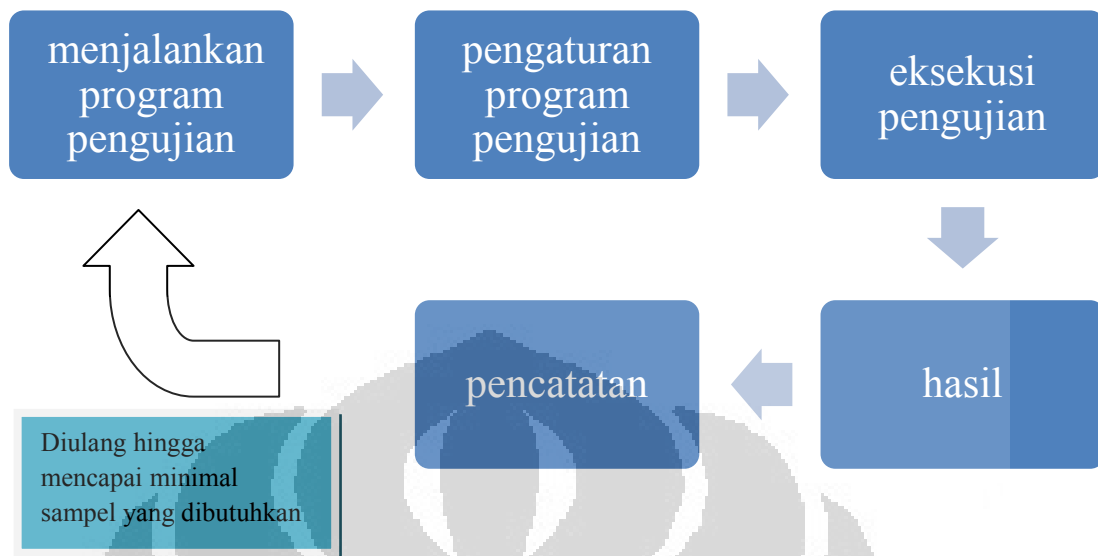 menjalankan
program
pengujian
pengaturan
program
pengujian
eksekusi
pengujian
hasil
pencatatan
Diulang hingga
mencapai minimal
sampel yang dibutuhkan